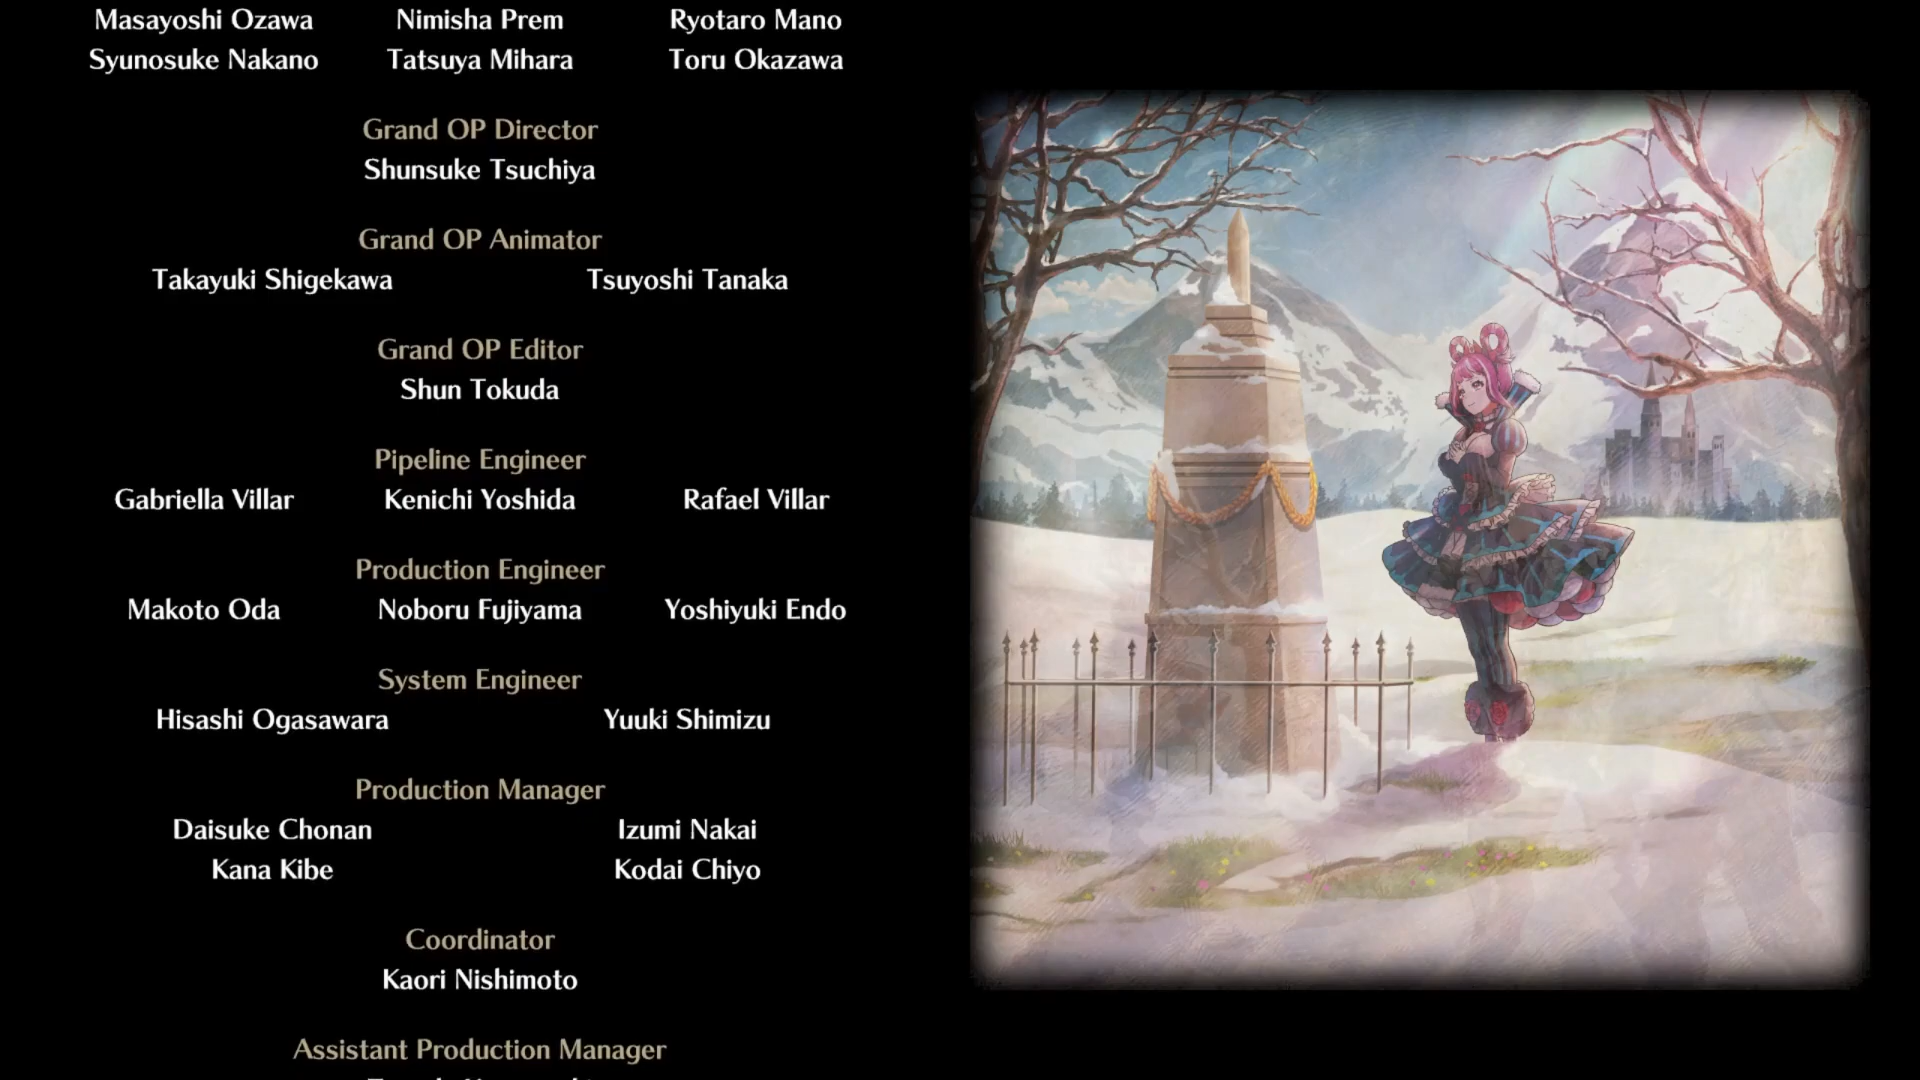 Masayoshi Ozawa Nimisha Prem Ryotaro Mano
Syunosuke Nakano Tatsuya Mihara Toru Okazawa
Grand OP Director
Shunsuke Tsuchiya
Grand OP Animator
Takayuki Shigekawa Tsuyoshi Tanaka
Grand OP Editor
Shun Tokuda
Pipeline Engineer
Gabriella Villar Kenichi Yoshida Rafael Villar
Production Engineer
Makoto Oda Noboru Fujiyama Yoshiyuki Endo
System Engineer
Hisashi Ogasawara Yuuki Shimizu
Production Manager
Daisuke Chonan Izumi Nakai
Kana Kibe Kodai Chiyo
Coordinator
Kaori Nishimoto
Assistant Production Manager